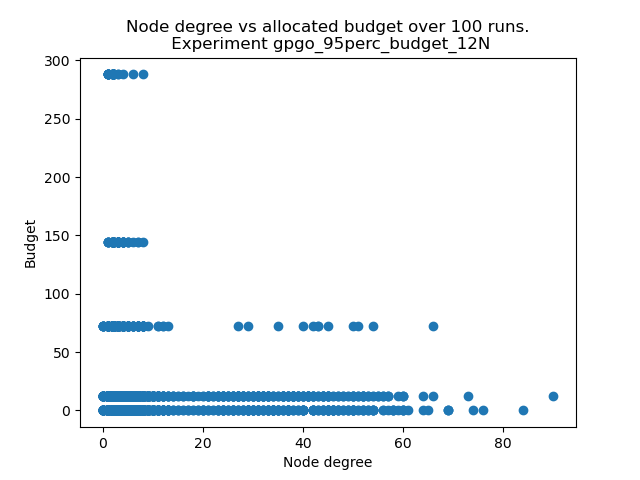 Node degree vs allocated budget over 100 runs.
Experiment gpgo_95perc_budget_12N
300
250
200
150
100
50
0
Budget
0 20 40 60 80
Node degree